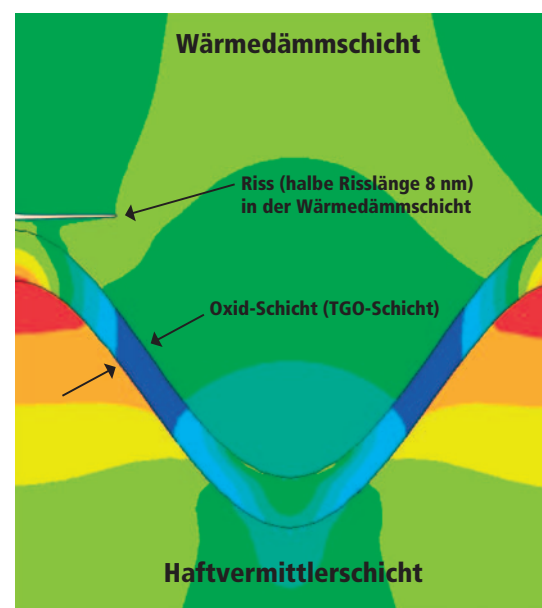 Wärmedämmschicht
Riss (halbe Risslänge 8 nm)
in der Wärmedämmschicht
Oxid-Schicht (TGO-Schicht)
Haftvermittlerschicht